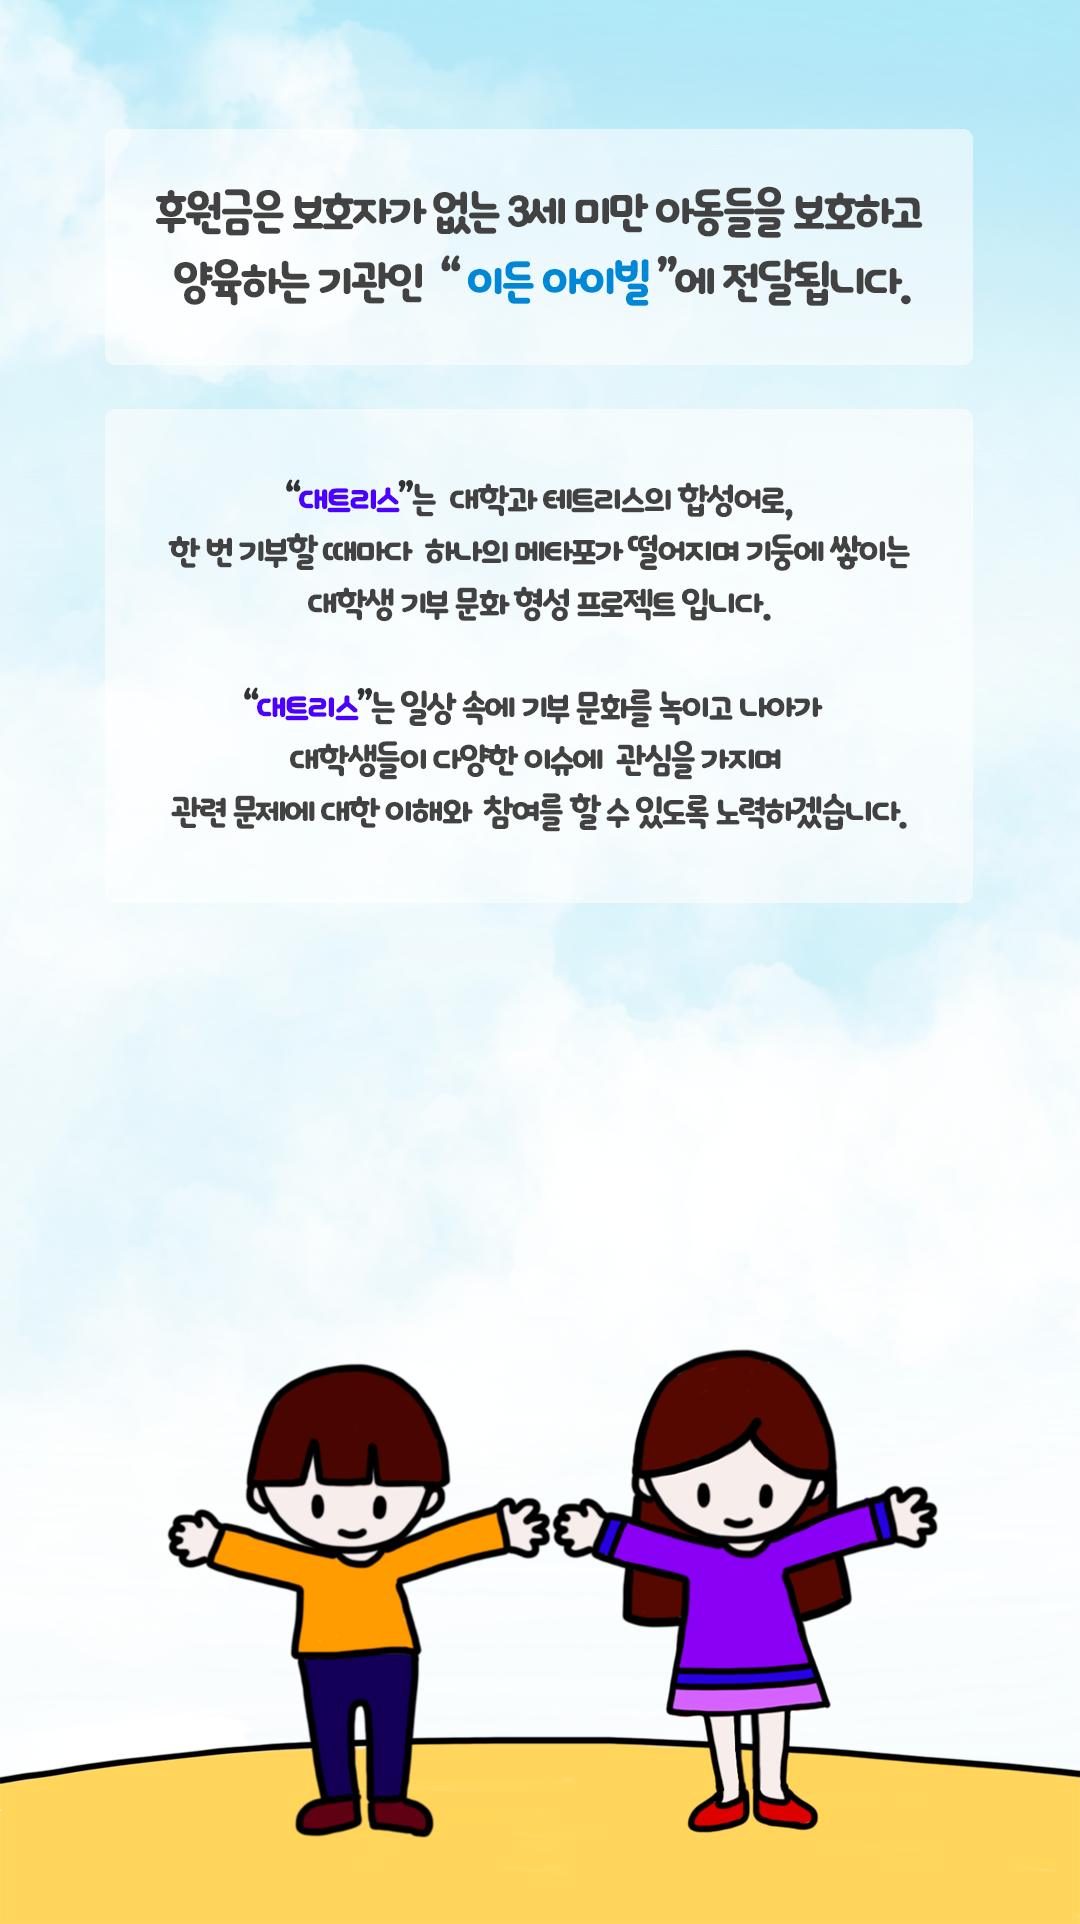 후원금은 보호자가 없는 3세 미만 아동들을 보호하고
양육하는 기관인 “ 이든 아이빌 ”에 전달됩니다.
“대트리스”는 대학과 테트리스의 합성어로,
한 번 기부할 때마다 하나의 메타포가 떨어지며 기둥에 쌓이는
대학생 기부 문화 형성 프로젝트 입니다.
“대트리스”는 일상 속에 기부 문화를 녹이고 나아가
대학생들이 다양한 이슈에 관심을 가지며
관련 문제에 대한 이해와 참여를 할 수 있도록 노력하겠습니다.